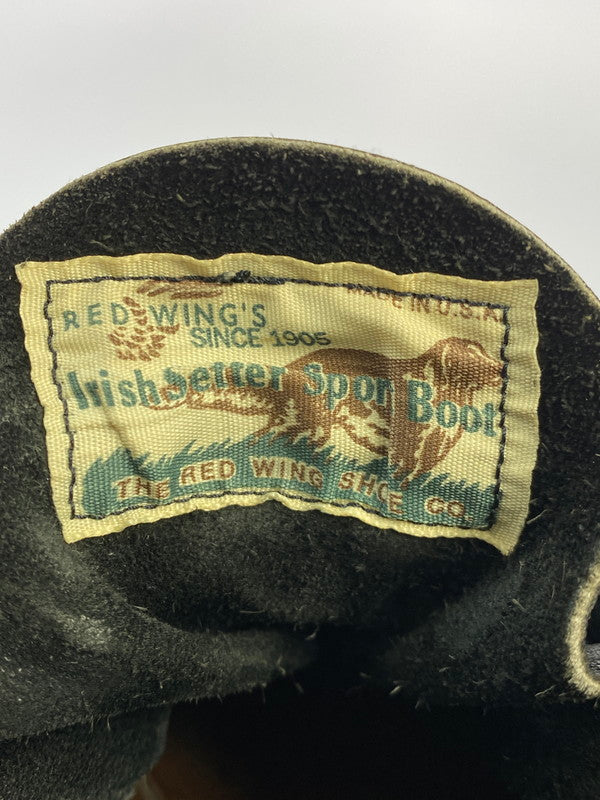 RED WING'S
MADE IN U.S.A.
SINCE 1905
Irish Setter Sport Boot
THE RED WING SHOE CO.